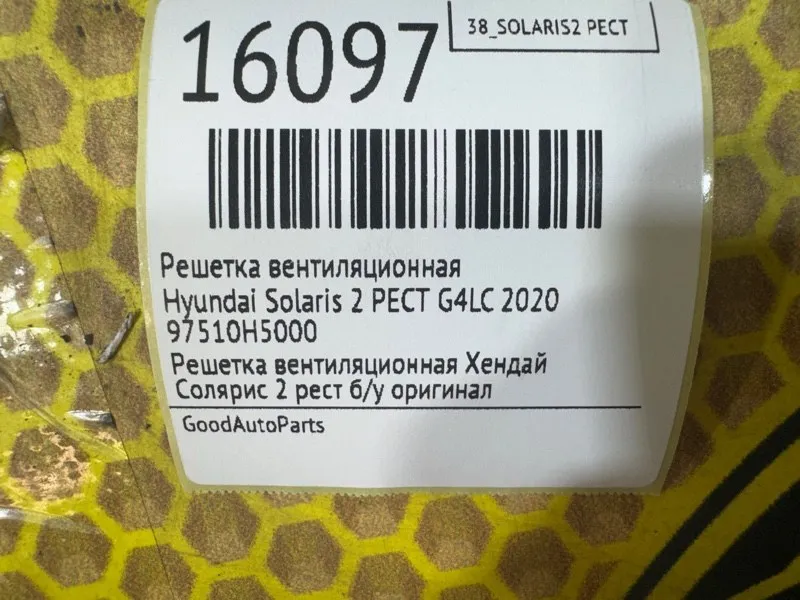 16097
38_SOLARIS2 РЕСТ
Решетка вентиляционная
Hyundai Solaris 2 РЕСТ G4LC 2020
97510H5000
Решетка вентиляционная Хендай
Солярис 2 рест б/у оригинал
GoodAutoParts